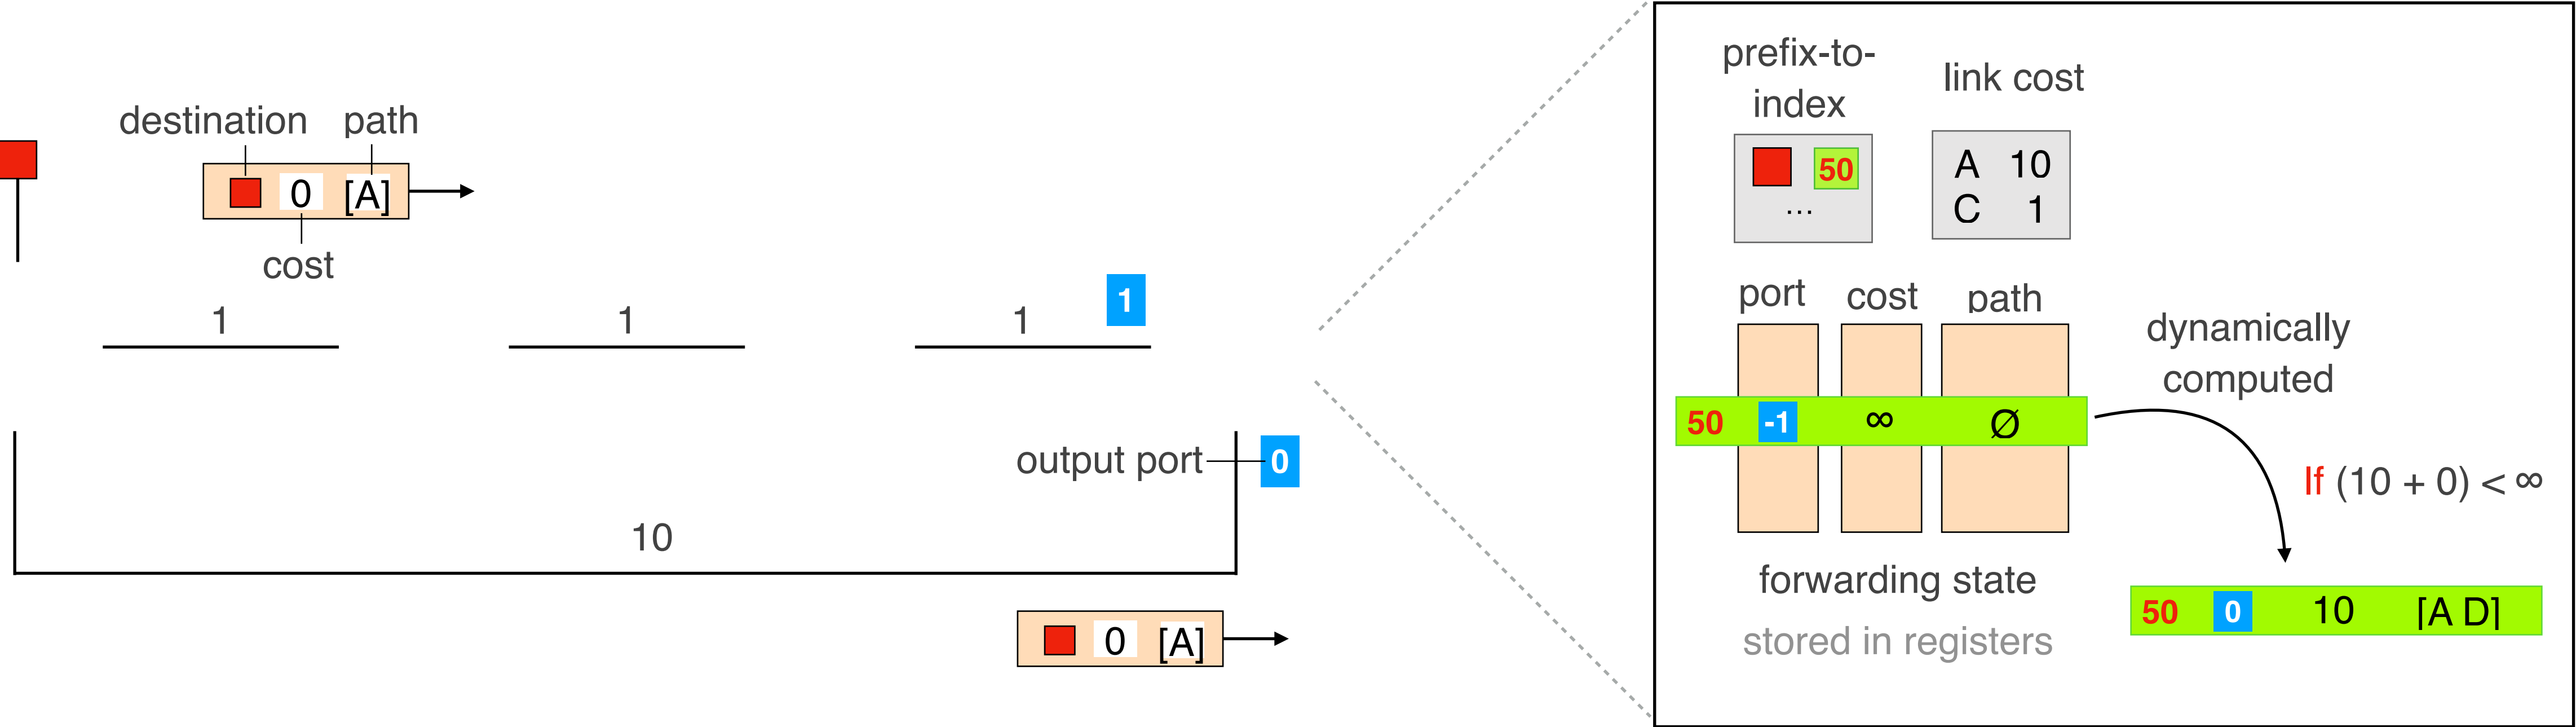 destination path
0 [A]
cost
1
1
1
1
output port
0
10
0 [A]
prefix-to-
index
50
...
link cost
A 10
C 1
port cost path
50 -1 ∞ Ø
dynamically
computed
If (10 + 0) < ∞
forwarding state
stored in registers
50 0 10 [A D]